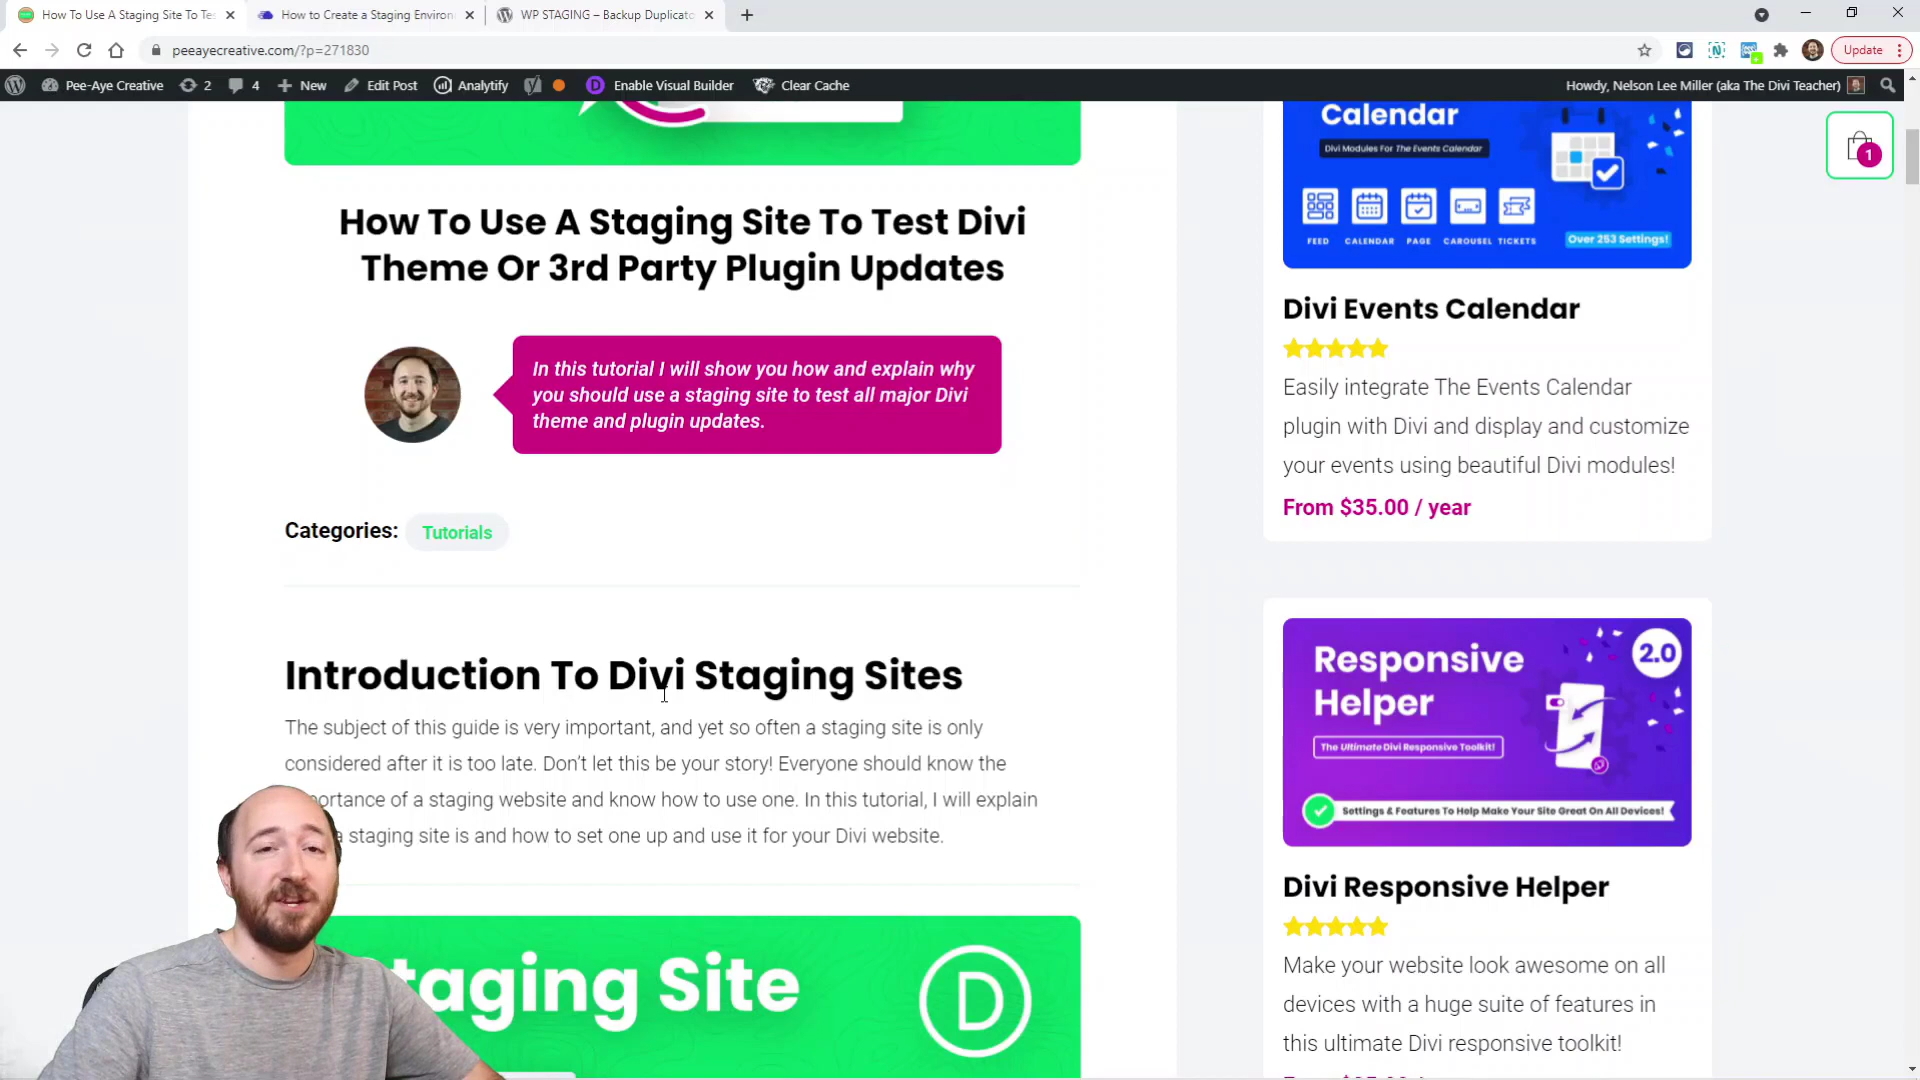 How To Use A Staging Site To Tes
How to Create a Staging Environ
WP STAGING – Backup Duplicato
peeayecreative.com/?p=271830
Update
Pee-Aye Creative
2
4
New
Edit Post
Analytify
Enable Visual Builder
Clear Cache
Howdy, Nelson Lee Miller (aka The Divi Teacher)
1
How To Use A Staging Site To Test Divi
Theme Or 3rd Party Plugin Updates
In this tutorial I will show you how and explain why
you should use a staging site to test all major Divi
theme and plugin updates.
Categories: Tutorials
Introduction To Divi Staging Sites
The subject of this guide is very important, and yet so often a staging site is only
considered after it is too late. Don't let this be your story! Everyone should know the
portance of a staging website and know how to use one. In this tutorial, I will explain
a staging site is and how to set one up and use it for your Divi website.
taging Site
D
Calendar
Divi Modules For The Events Calendar
FEED CALENDAR PAGE CAROUSEL TICKETS
Over 253 Settings!
Divi Events Calendar
Easily integrate The Events Calendar
plugin with Divi and display and customize
your events using beautiful Divi modules!
From $35.00 / year
Responsive
Helper
2.0
The Ultimate Divi Responsive Toolkit!
Settings & Features To Help Make Your Site Great On All Devices!
Divi Responsive Helper
Make your website look awesome on all
devices with a huge suite of features in
this ultimate Divi responsive toolkit!